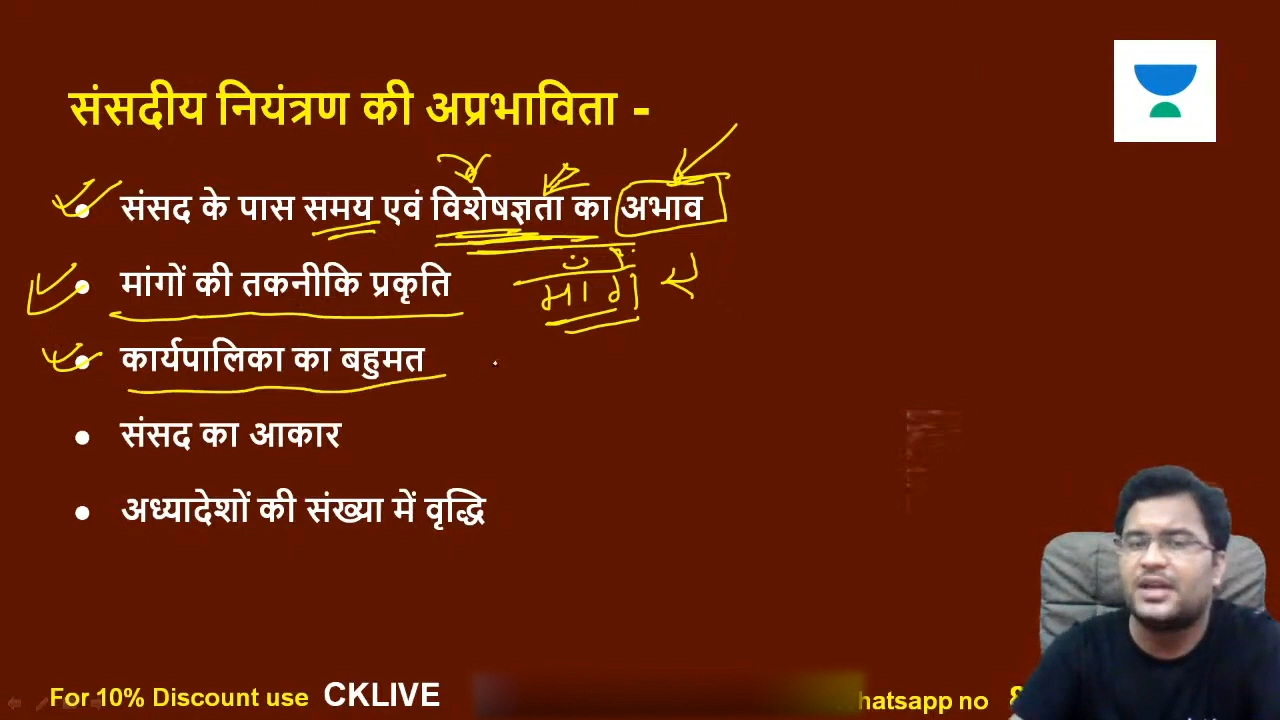 संसदीय नियंत्रण की अप्रभाविता -
संसद के पास समय एवं विशेषज्ञता का अभाव
मांगों की तकनीकि प्रकृति
मांग
कार्यपालिका का बहुमत
संसद का आकार
अध्यादेशों की संख्या में वृद्धि
For 10% Discount use CKLIVE
hatsapp no 8